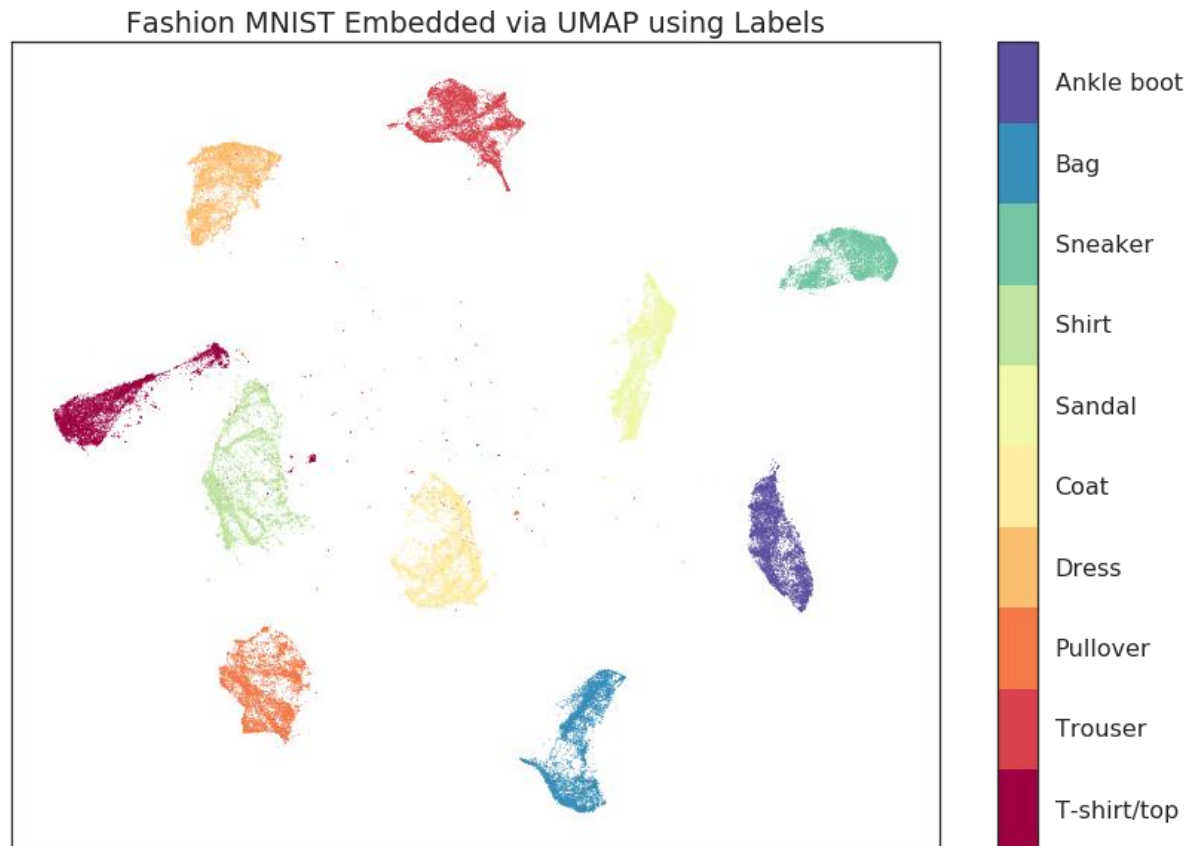 Fashion MNIST Embedded via UMAP using Labels
Ankle boot
Bag
Sneaker
Shirt
Sandal
Coat
Dress
Pullover
Trouser
T-shirt/top